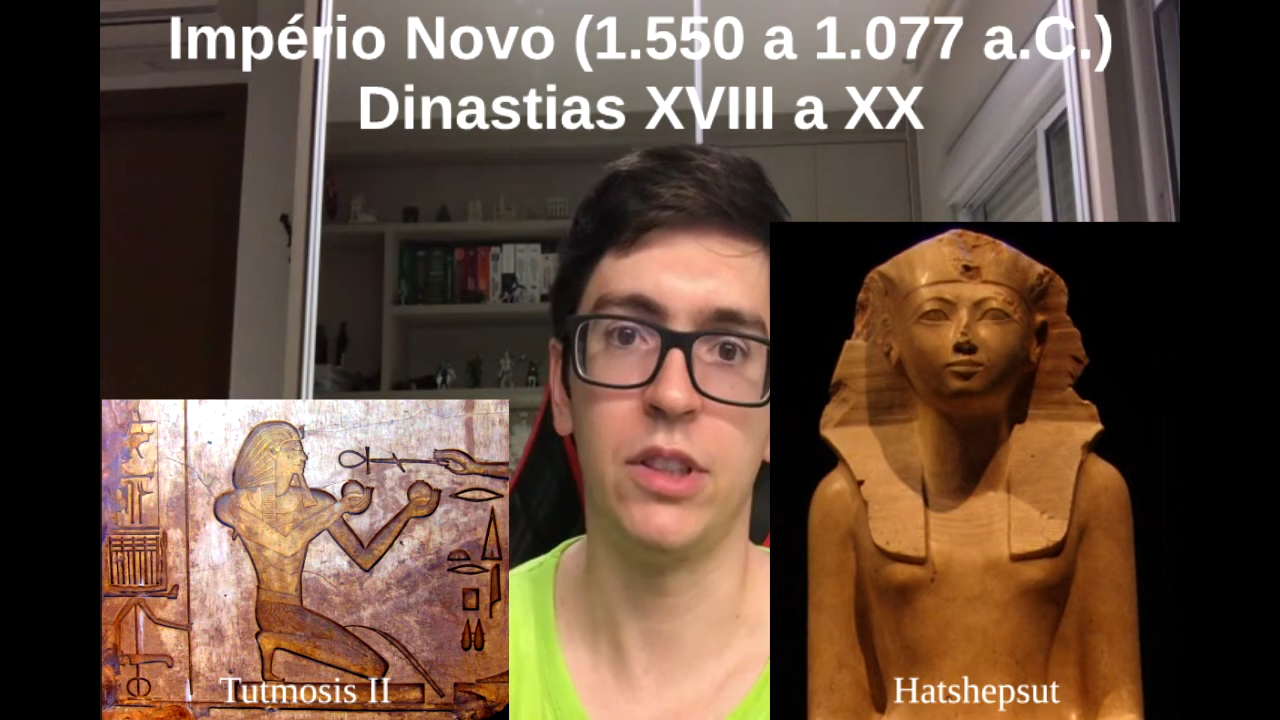 Império Novo (1.550 a 1.077 a.C.)
Dinastias XVIII a XX
Tutmosis II
Hatshepsut